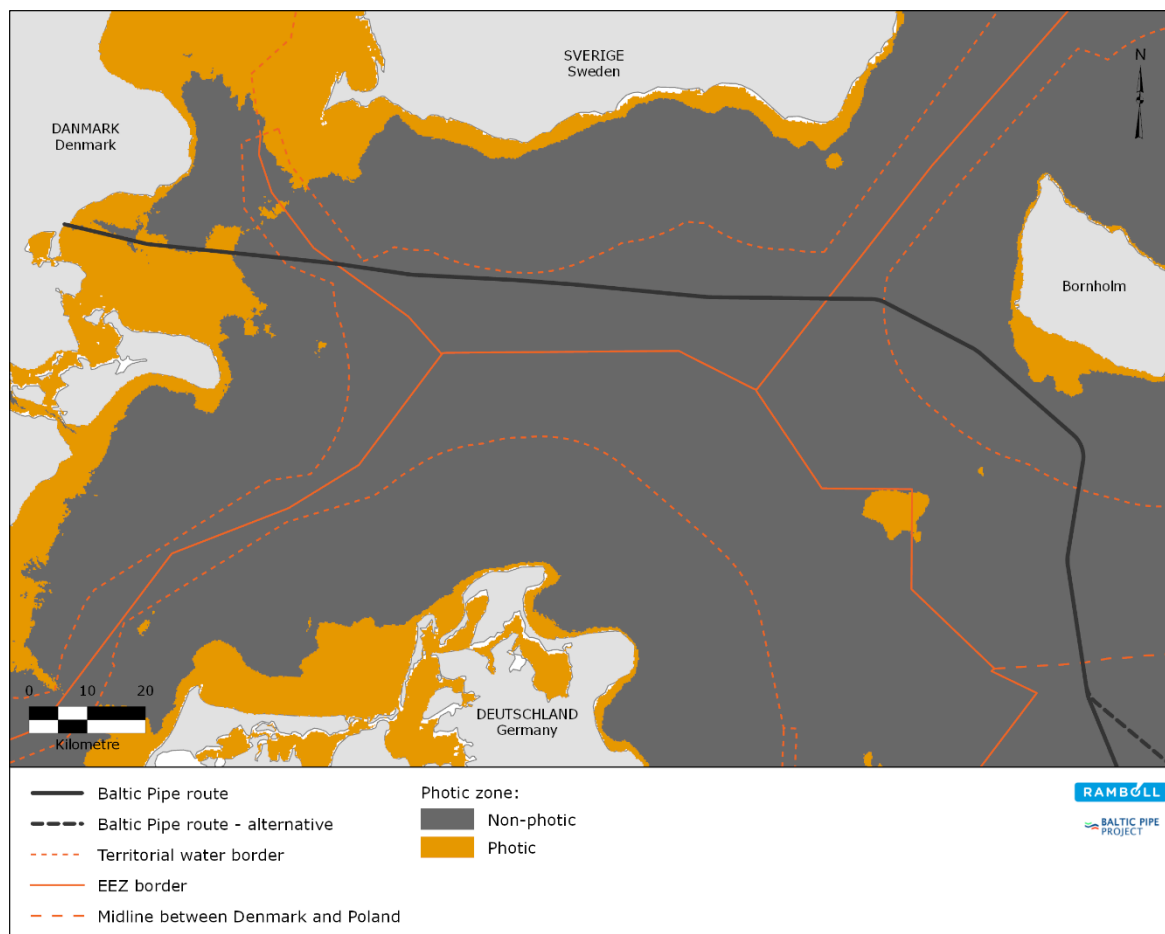 SVERIGE
Sweden
N
DANMARK
Denmark
Bornholm
DEUTSCHLAND
Germany
0 10 20
Kilometre
Baltic Pipe route
Baltic Pipe route - alternative
Territorial water border
EEZ border
Midline between Denmark and Poland
Photic zone:
Non-photic
Photic
RAMBOLL
BALTIC PIPE
PROJECT